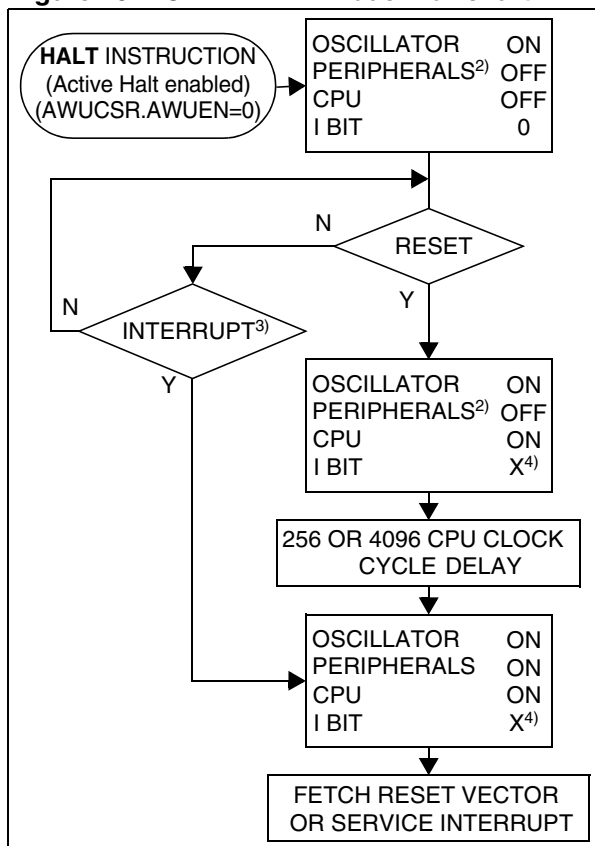 HALT INSTRUCTION
(Active Halt enabled)
(AWUCSR.AWUEN=0)
OSCILLATOR ON
PERIPHERALS2) OFF
CPU OFF
I BIT 0
N
RESET
N
Y
INTERRUPT3)
Y
OSCILLATOR ON
PERIPHERALS2) OFF
CPU ON
I BIT X4)
256 OR 4096 CPU CLOCK
CYCLE DELAY
OSCILLATOR ON
PERIPHERALS ON
CPU ON
I BIT X4)
FETCH RESET VECTOR
OR SERVICE INTERRUPT